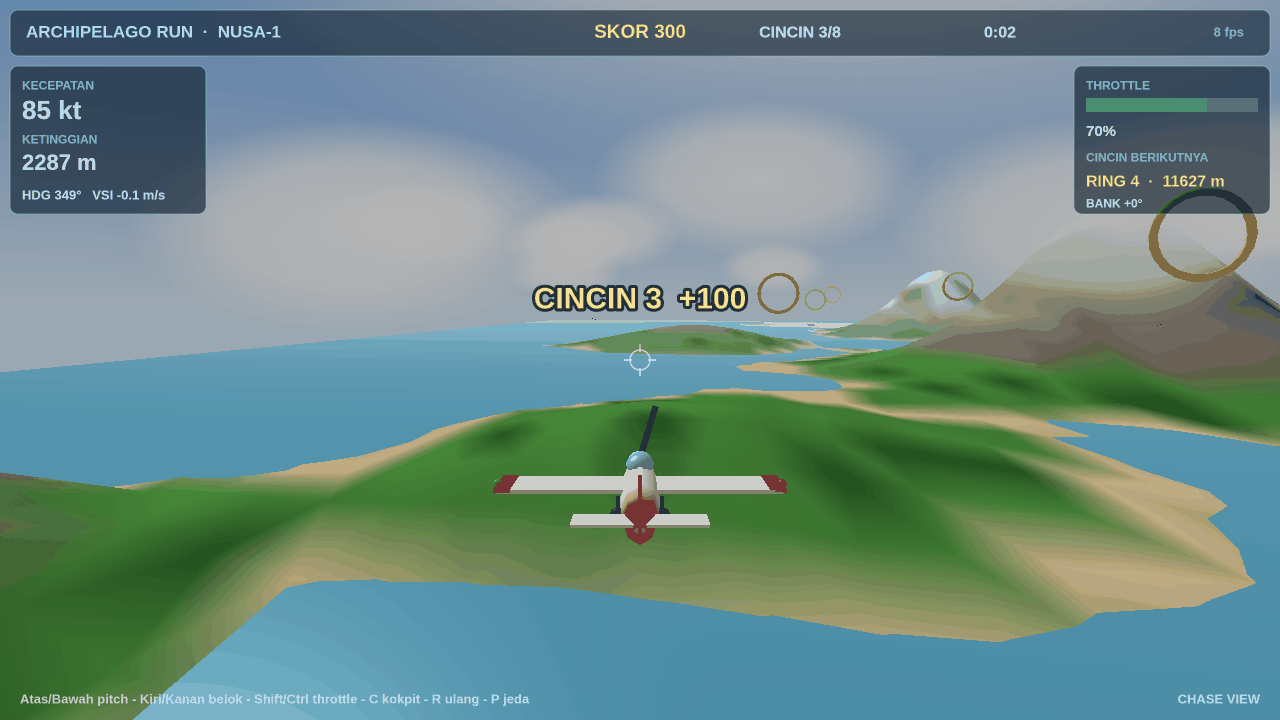 ARCHIPELAGO RUN · NUSA-1
SKOR 300
CINCIN 3/8
0:02
8 fps
KECEPATAN
85 kt
KETINGGIAN
2287 m
HDG 349° VSI -0.1 m/s
THROTTLE
70%
CINCIN BERIKUTNYA
RING 4 · 11627 m
BANK +0°
CINCIN 3 +100
Atas/Bawah pitch - Kiri/Kanan belok - Shift/Ctrl throttle - C kokpit - R ulang - P jeda
CHASE VIEW